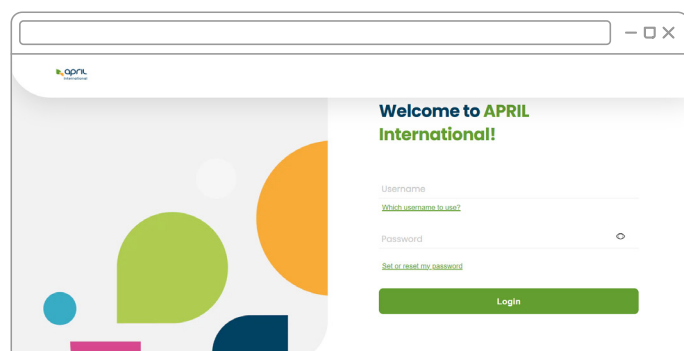 april
international
Welcome to APRIL
International!
Username
Which username to use?
Password
Set or reset my password
Login